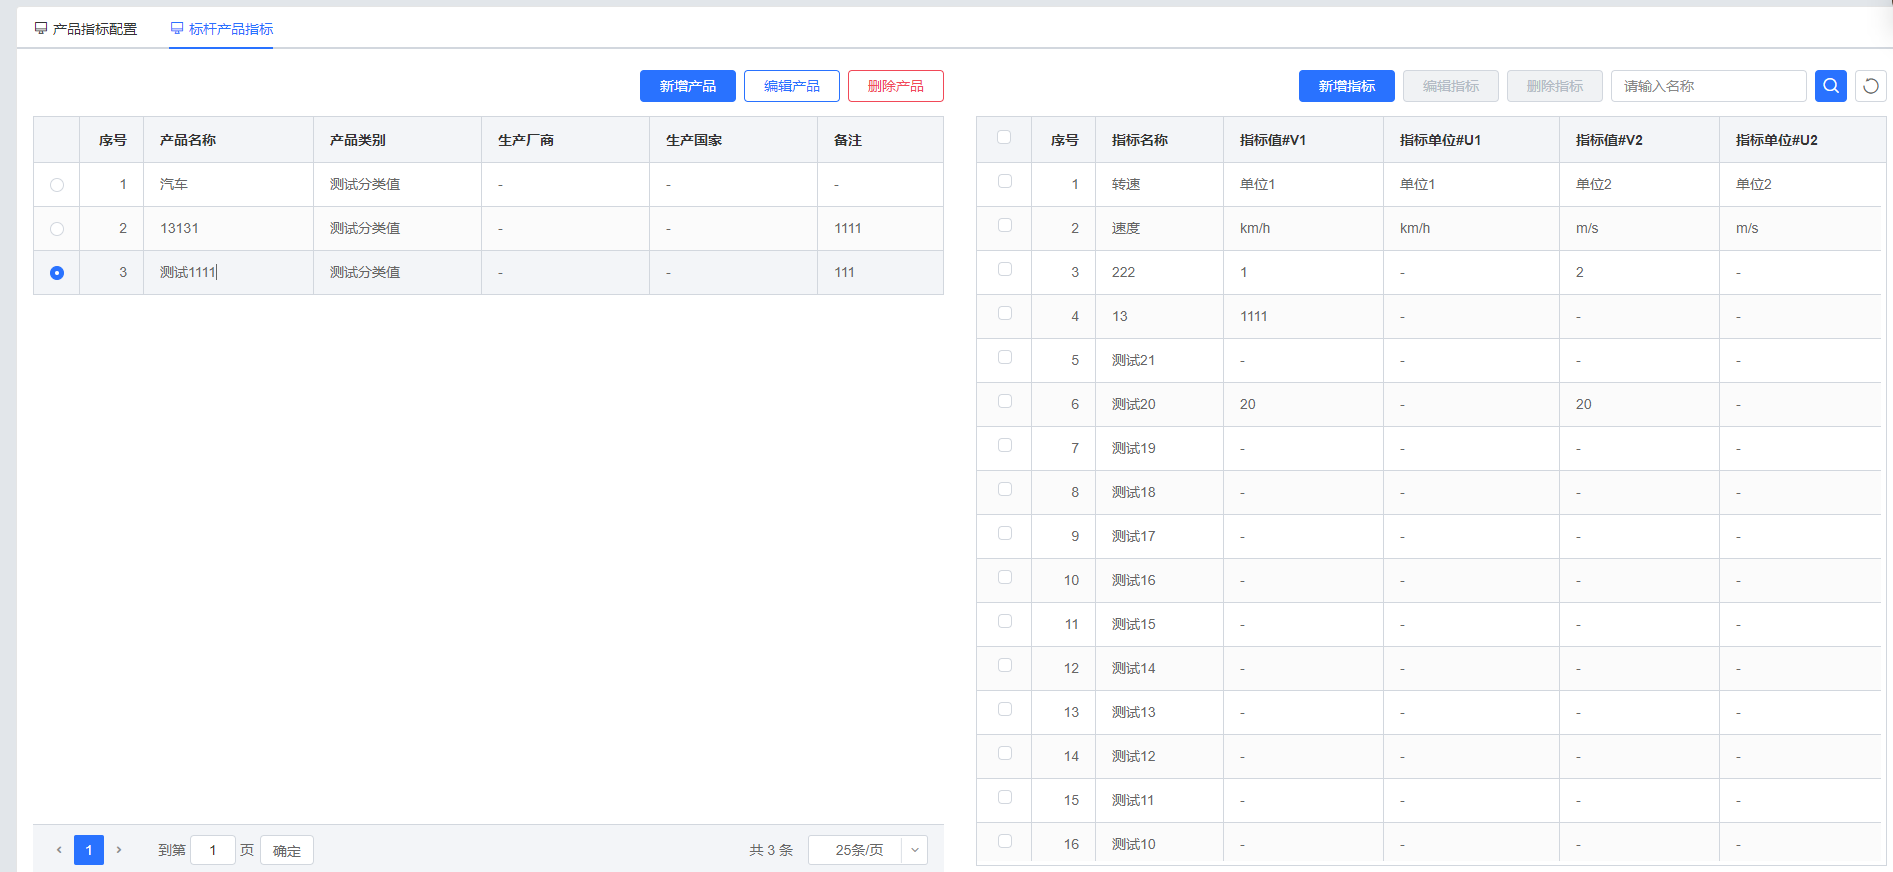 产品指标配置 标杆产品指标
新增产品 编辑产品 删除产品
序号 产品名称 产品类别 生产厂商 生产国家 备注
1 汽车 测试分类值 - - -
2 13131 测试分类值 - - 1111
3 测试1111 测试分类值 - - 111
1 到第 1 页 确定 共 3 条 25条/页
新增指标 编辑指标 删除指标 请输入名称
序号 指标名称 指标值#V1 指标单位#U1 指标值#V2 指标单位#U2
1 转速 单位1 单位1 单位2 单位2
2 速度 km/h km/h m/s m/s
3 222 1 - 2 -
4 13 1111 - - -
5 测试21 - - - -
6 测试20 20 - 20 -
7 测试19 - - - -
8 测试18 - - - -
9 测试17 - - - -
10 测试16 - - - -
11 测试15 - - - -
12 测试14 - - - -
13 测试13 - - - -
14 测试12 - - - -
15 测试11 - - - -
16 测试10 - - - -